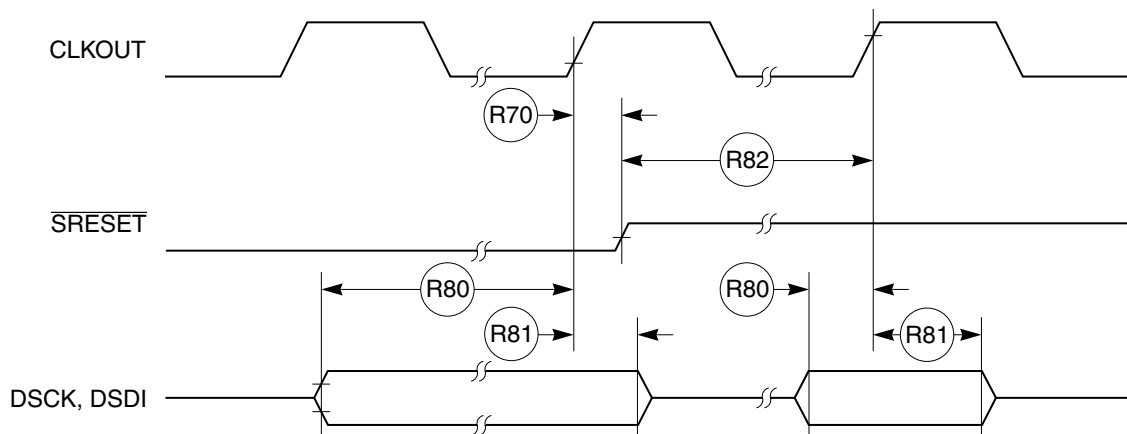 CLKOUT
R70
R82
SRESET
R80
R80
R81
R81
DSCK, DSDI